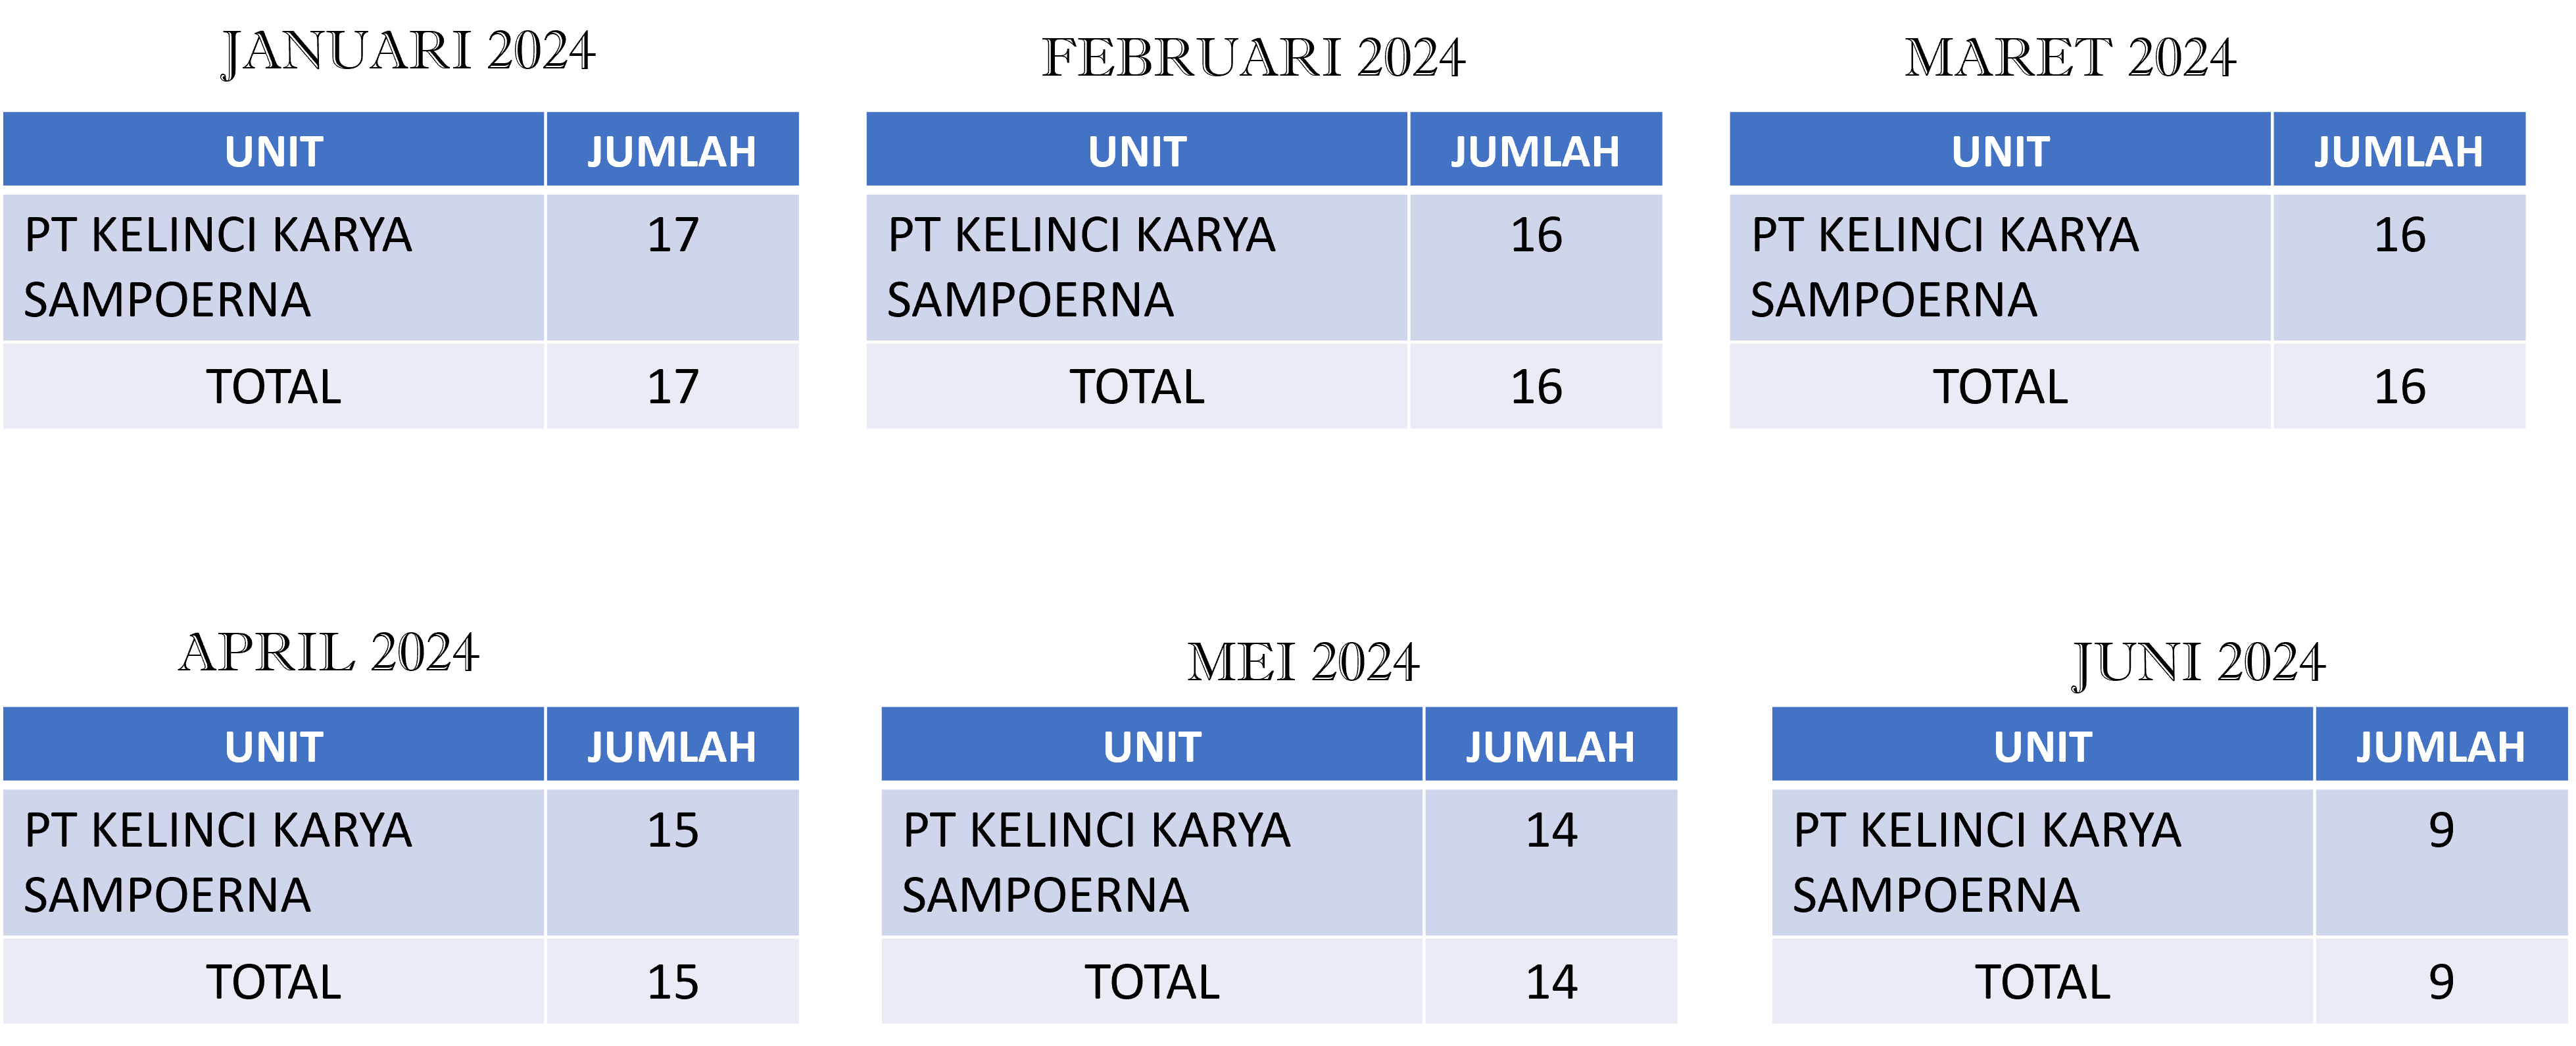 JANUARI 2024
UNIT JUMLAH
PT KELINCI KARYA 17
SAMPOERNA
TOTAL 17
FEBRUARI 2024
UNIT JUMLAH
PT KELINCI KARYA 16
SAMPOERNA
TOTAL 16
MARET 2024
UNIT JUMLAH
PT KELINCI KARYA 16
SAMPOERNA
TOTAL 16
APRIL 2024
UNIT JUMLAH
PT KELINCI KARYA 15
SAMPOERNA
TOTAL 15
MEI 2024
UNIT JUMLAH
PT KELINCI KARYA 14
SAMPOERNA
TOTAL 14
JUNI 2024
UNIT JUMLAH
PT KELINCI KARYA 9
SAMPOERNA
TOTAL 9